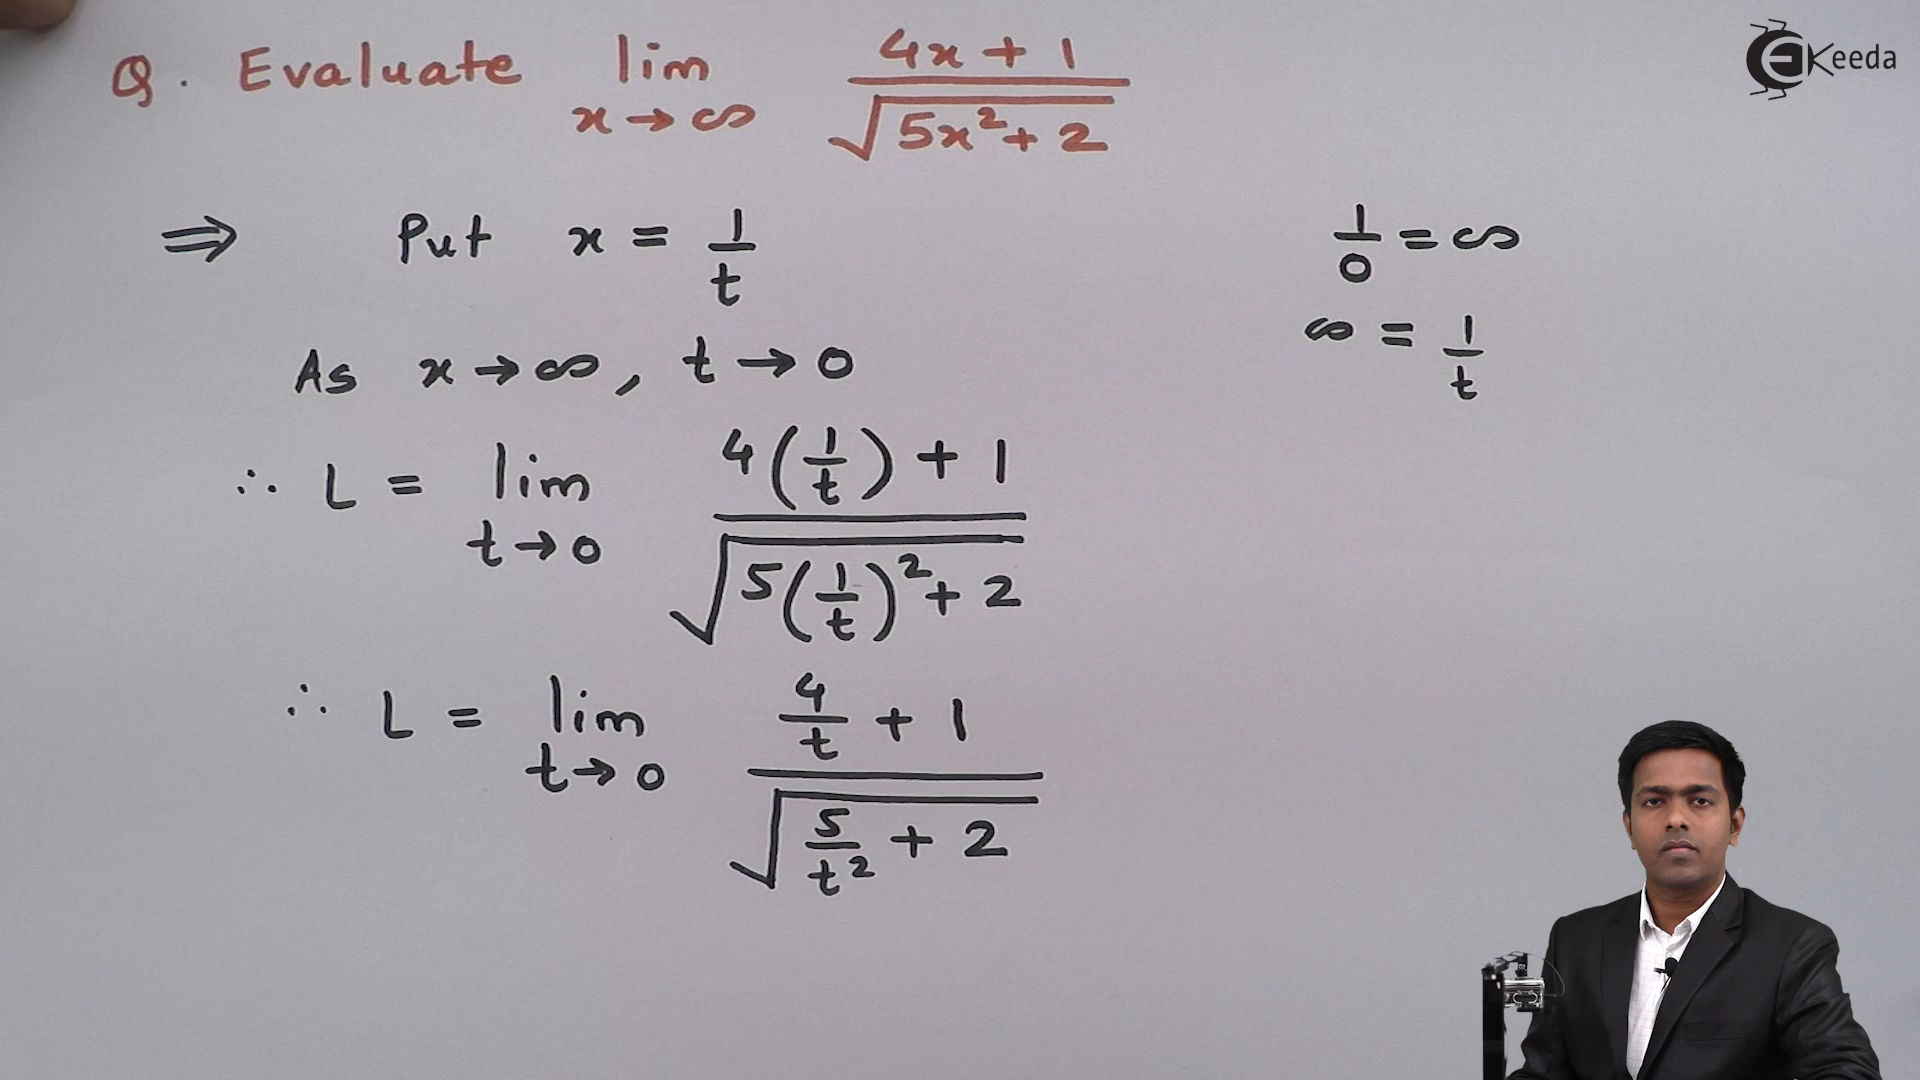 Q. Evaluate lim x→∞ (4x + 1)/√(5x² + 2)
EKeeda
⇒ Put x = 1/t
1/0 = ∞
As x → ∞, t → 0
∞ = 1/t
∴ L = lim t→0 (4(1/t) + 1)/√(5(1/t)² + 2)
∴ L = lim t→0 (4/t + 1)/√(5/t² + 2)